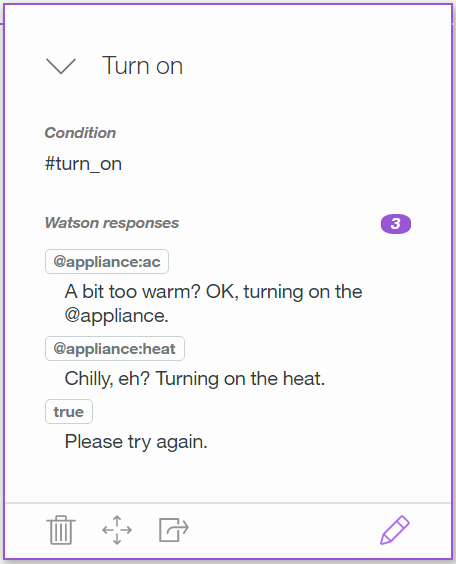 Turn on
Condition
#turn_on
Watson responses
3
@appliance:ac
A bit too warm? OK, turning on the
@appliance.
@appliance:heat
Chilly, eh? Turning on the heat.
true
Please try again.